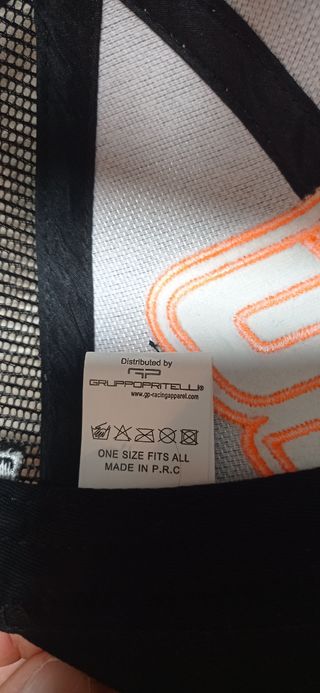 Distributed by
GP
GRUPPOPRITELLI®
www.gp-racingapparel.com
ONE SIZE FITS ALL
MADE IN P.R.C